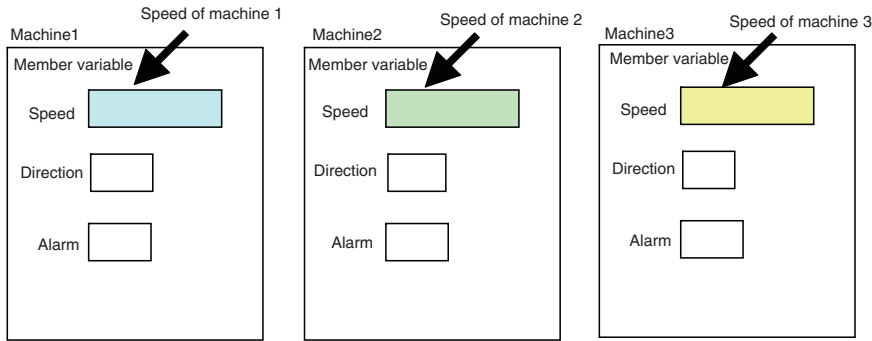 Speed of machine 1
Machine1
Member variable
Speed
Direction
Alarm
Speed of machine 2
Machine2
Member variable
Speed
Direction
Alarm
Speed of machine 3
Machine3
Member variable
Speed
Direction
Alarm